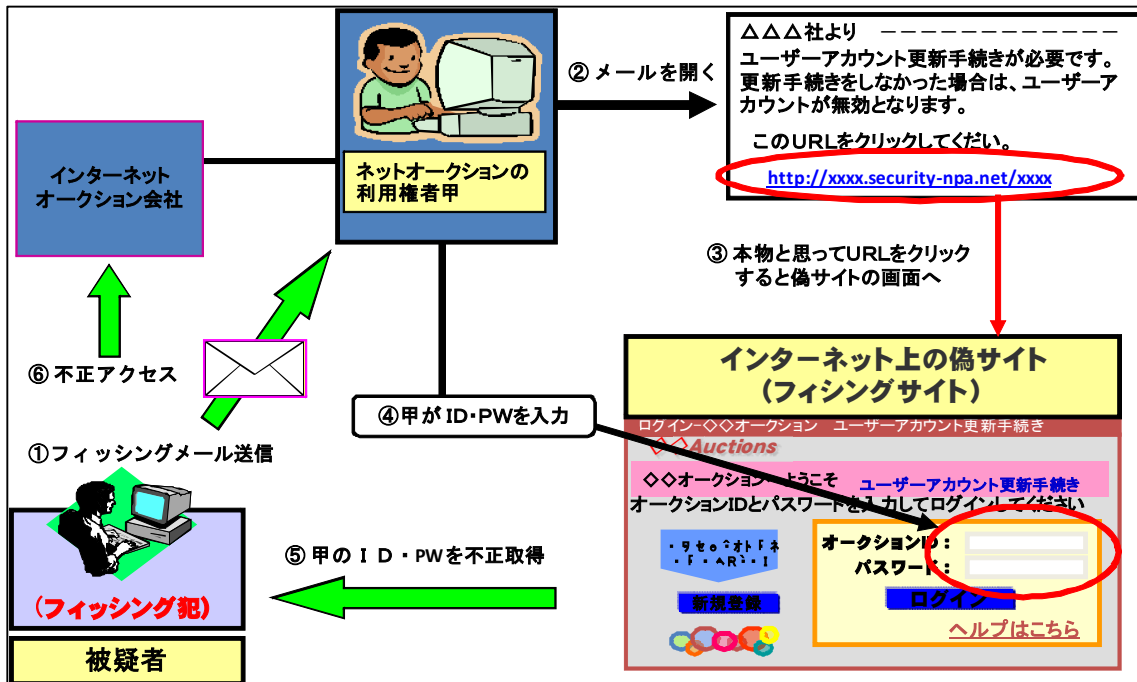 △△△社より －－－－－－－－－－－－
ユーザーアカウント更新手続きが必要です。
更新手続きをしなかった場合は、ユーザーア
カウントが無効となります。
このURLをクリックしてくだい。
http://xxxx.security-npa.net/xxxx
②メールを開く
インターネット
オークション会社
ネットオークションの
利用権者甲
③本物と思ってURLをクリック
すると偽サイトの画面へ
⑥不正アクセス
①フィッシングメール送信
④甲がID・PWを入力
インターネット上の偽サイト
(フィシングサイト)
ログイン-◇◇オークション ユーザーアカウント更新手続き
◇◇Auctions
◇◇オークション ようこそ
ユーザーアカウント更新手続き
オークションIDとパスワードを入力してログインしてください
オークションID：
パスワード：
新規登録
ログイン
ヘルプはこちら
⑤甲のＩＤ・PWを不正取得
(フィッシング犯)
被疑者